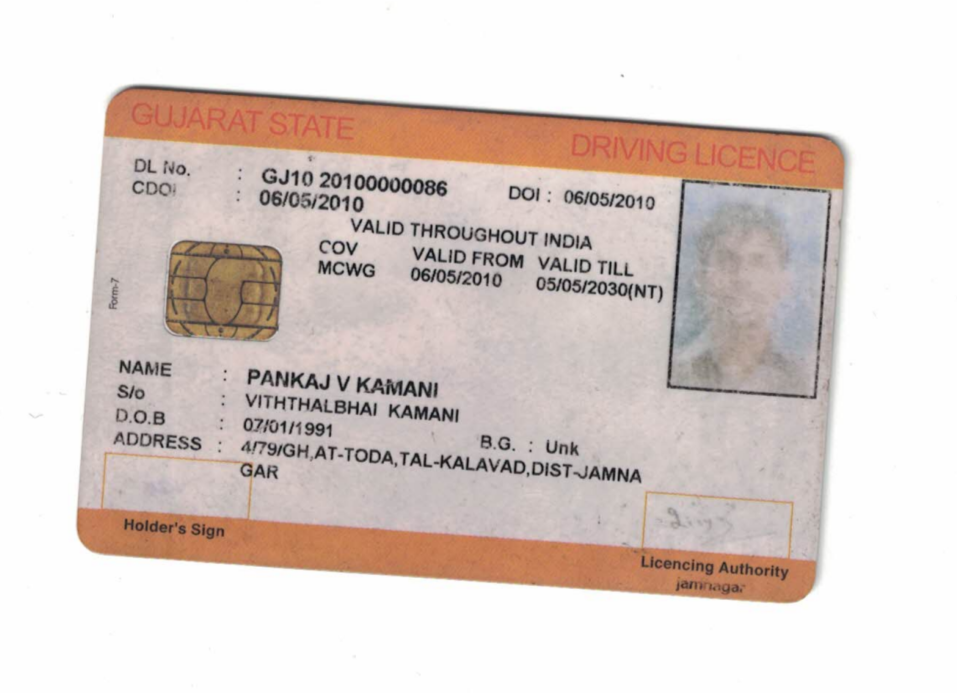 GUJARAT STATE DRIVING LICENCE
DL No. : GJ10 20100000086 DOI : 06/05/2010
CDOI : 06/05/2010
VALID THROUGHOUT INDIA
COV VALID FROM VALID TILL
MCWG 06/05/2010 05/05/2030(NT)
Form-7
NAME : PANKAJ V KAMANI
S/o : VITHTHALBHAI KAMANI
D.O.B : 07/01/1991 B.G. : Unk
ADDRESS : 4/79/GH,AT-TODA,TAL-KALAVAD,DIST-JAMNA
GAR
Holder's Sign
Licencing Authority
jamnagar